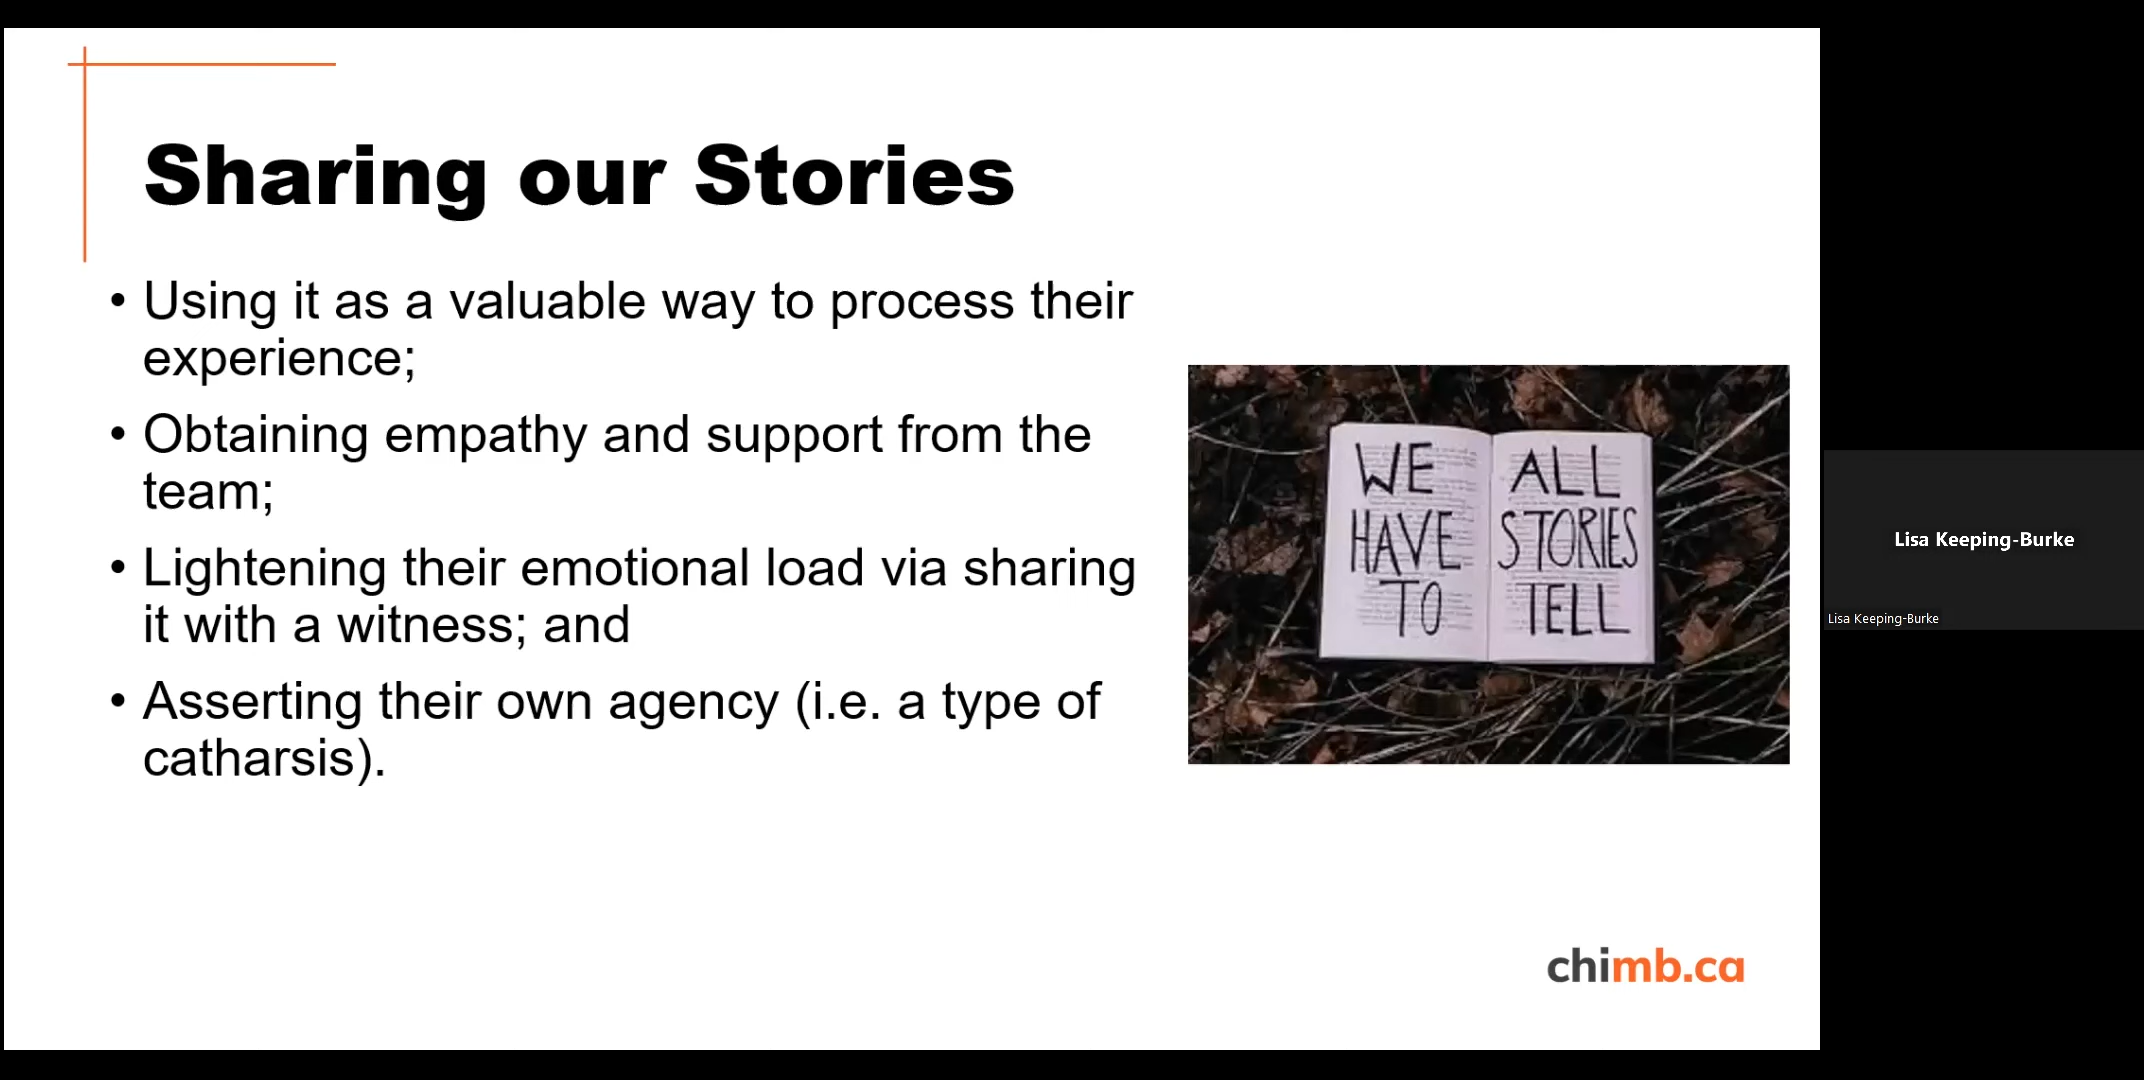 Sharing our Stories
• Using it as a valuable way to process their
experience;
• Obtaining empathy and support from the
team;
• Lightening their emotional load via sharing
it with a witness; and
• Asserting their own agency (i.e. a type of
catharsis).
WE ALL
HAVE STORIES
TO TELL
chimb.ca
Lisa Keeping-Burke
Lisa Keeping-Burke